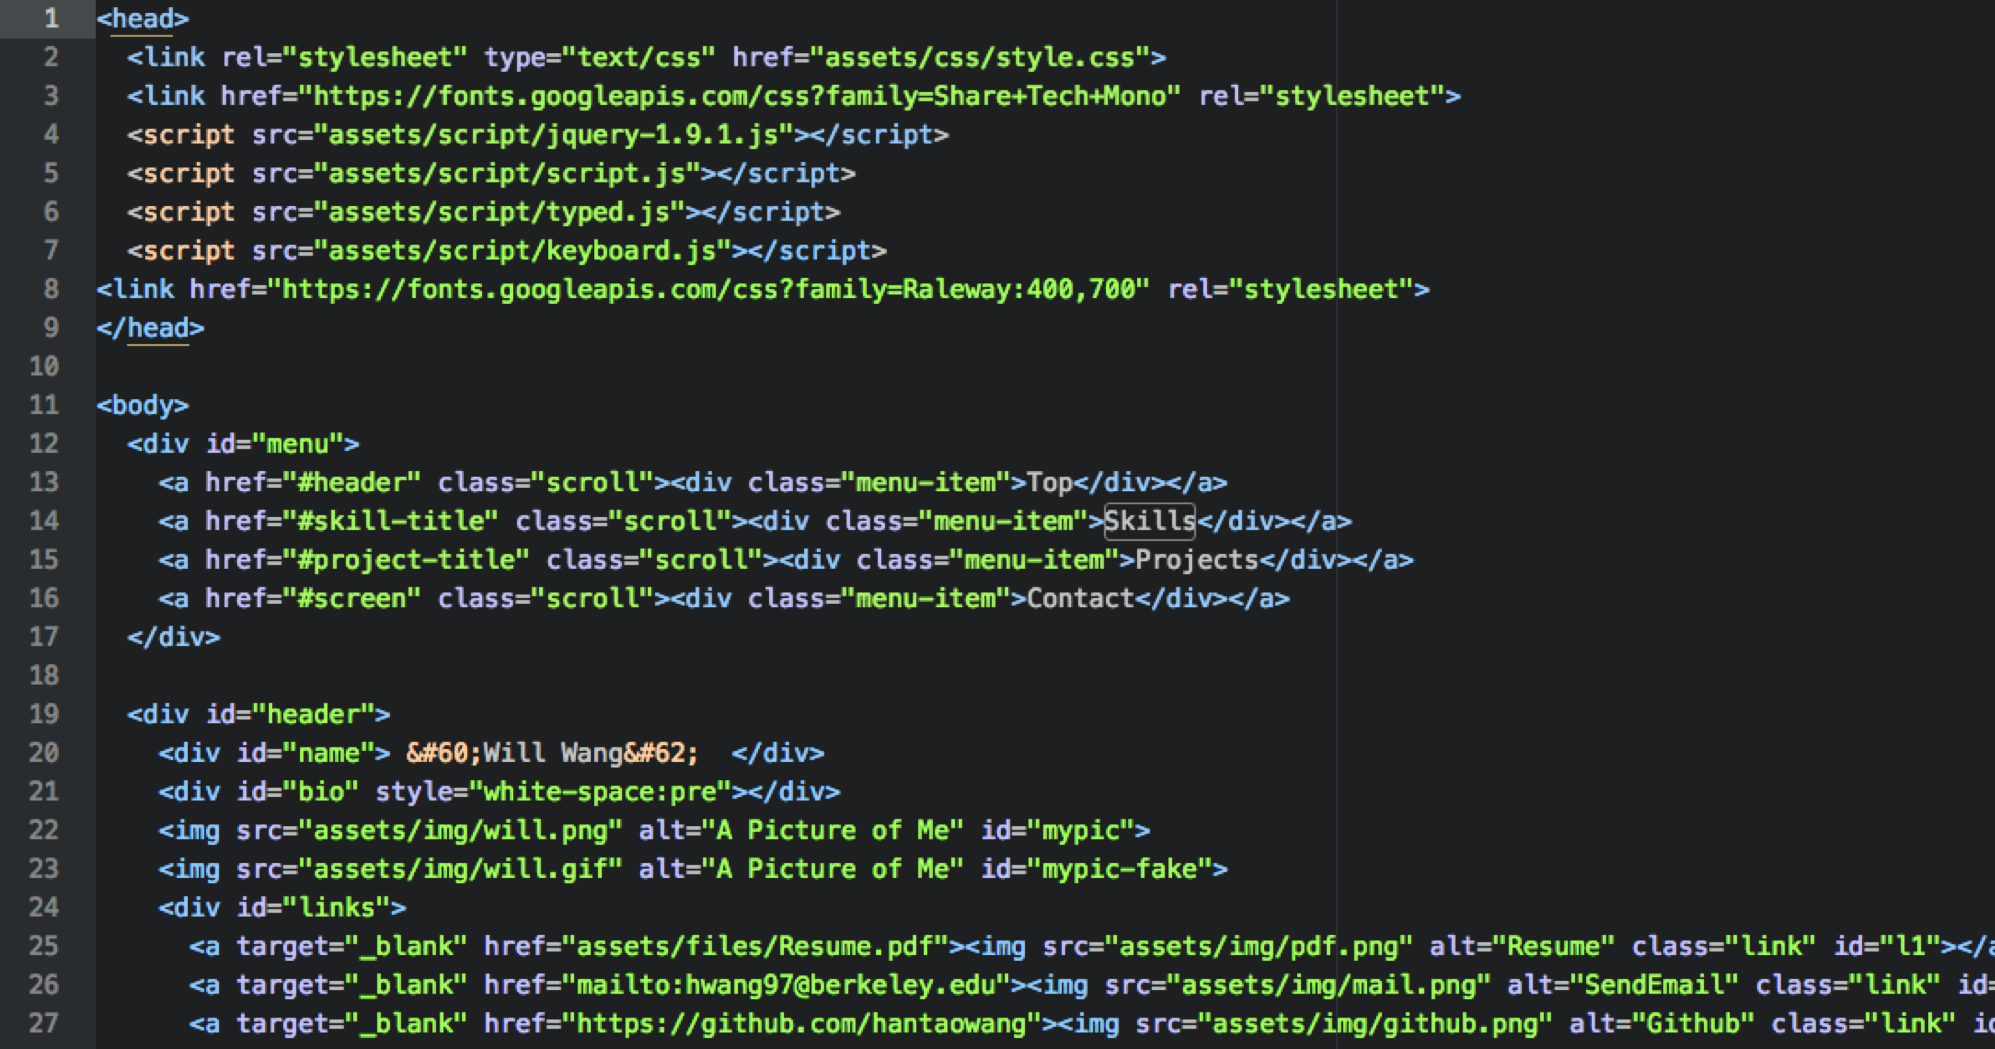 1 <head>
2 <link rel="stylesheet" type="text/css" href="assets/css/style.css">
3 <link href="https://fonts.googleapis.com/css?family=Share+Tech+Mono" rel="stylesheet">
4 <script src="assets/script/jquery-1.9.1.js"></script>
5 <script src="assets/script/script.js"></script>
6 <script src="assets/script/typed.js"></script>
7 <script src="assets/script/keyboard.js"></script>
8 <link href="https://fonts.googleapis.com/css?family=Raleway:400,700" rel="stylesheet">
9 </head>
10
11 <body>
12 <div id="menu">
13 <a href="#header" class="scroll"><div class="menu-item">Top</div></a>
14 <a href="#skill-title" class="scroll"><div class="menu-item">Skills</div></a>
15 <a href="#project-title" class="scroll"><div class="menu-item">Projects</div></a>
16 <a href="#screen" class="scroll"><div class="menu-item">Contact</div></a>
17 </div>
18
19 <div id="header">
20 <div id="name"> &#60;Will Wang&#62;  </div>
21 <div id="bio" style="white-space:pre"></div>
22 <img src="assets/img/will.png" alt="A Picture of Me" id="mypic">
23 <img src="assets/img/will.gif" alt="A Picture of Me" id="mypic-fake">
24 <div id="links">
25 <a target="_blank" href="assets/files/Resume.pdf"><img src="assets/img/pdf.png" alt="Resume" class="link" id="l1"></a
26 <a target="_blank" href="mailto:hwang97@berkeley.edu"><img src="assets/img/mail.png" alt="SendEmail" class="link" id=
27 <a target="_blank" href="https://github.com/hantaowang"><img src="assets/img/github.png" alt="Github" class="link" id